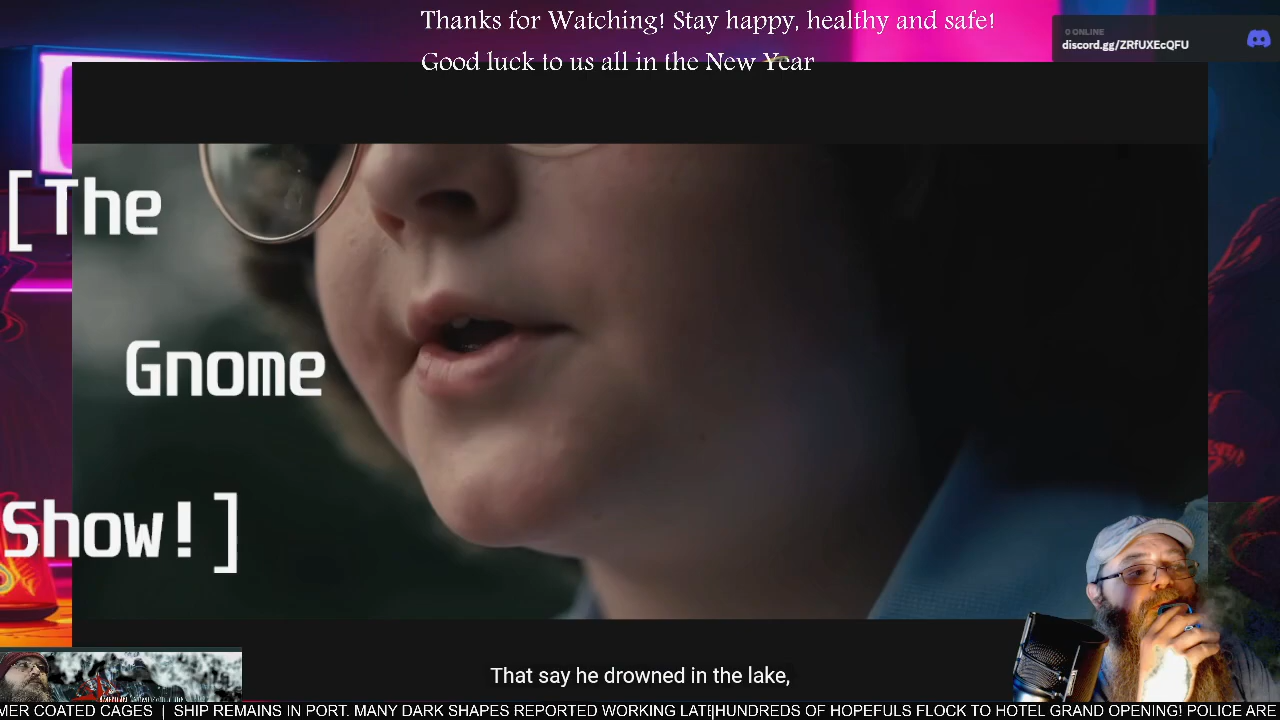 Thanks for Watching! Stay happy, healthy and safe!
Good luck to us all in the New Year
0 ONLINE
discord.gg/ZRfUXEcQFU
[The
Gnome
Show!]
That say he drowned in the lake,
MER COATED CAGES | SHIP REMAINS IN PORT. MANY DARK SHAPES REPORTED WORKING LATE|HUNDREDS OF HOPEFULS FLOCK TO HOTEL GRAND OPENING! POLICE ARE